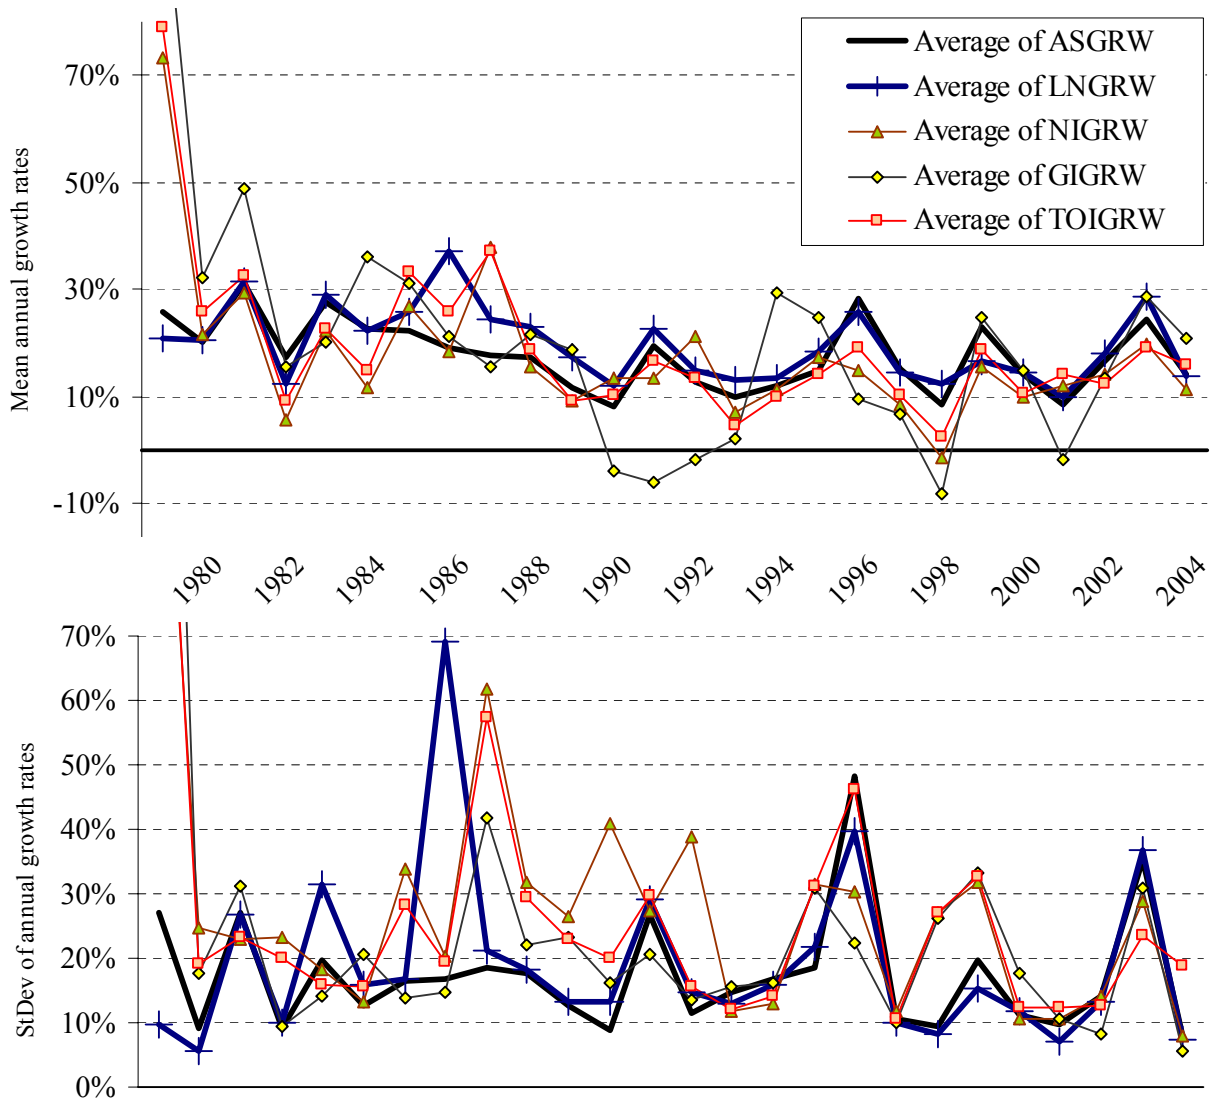 Average of ASGRW
Average of LNGRW
Average of NIGRW
Average of GIGRW
Average of TOIGRW
Mean annual growth rates
70%
50%
30%
10%
-10%
1980 1982 1984 1986 1988 1990 1992 1994 1996 1998 2000 2002 2004
StDev of annual growth rates
70%
60%
50%
40%
30%
20%
10%
0%